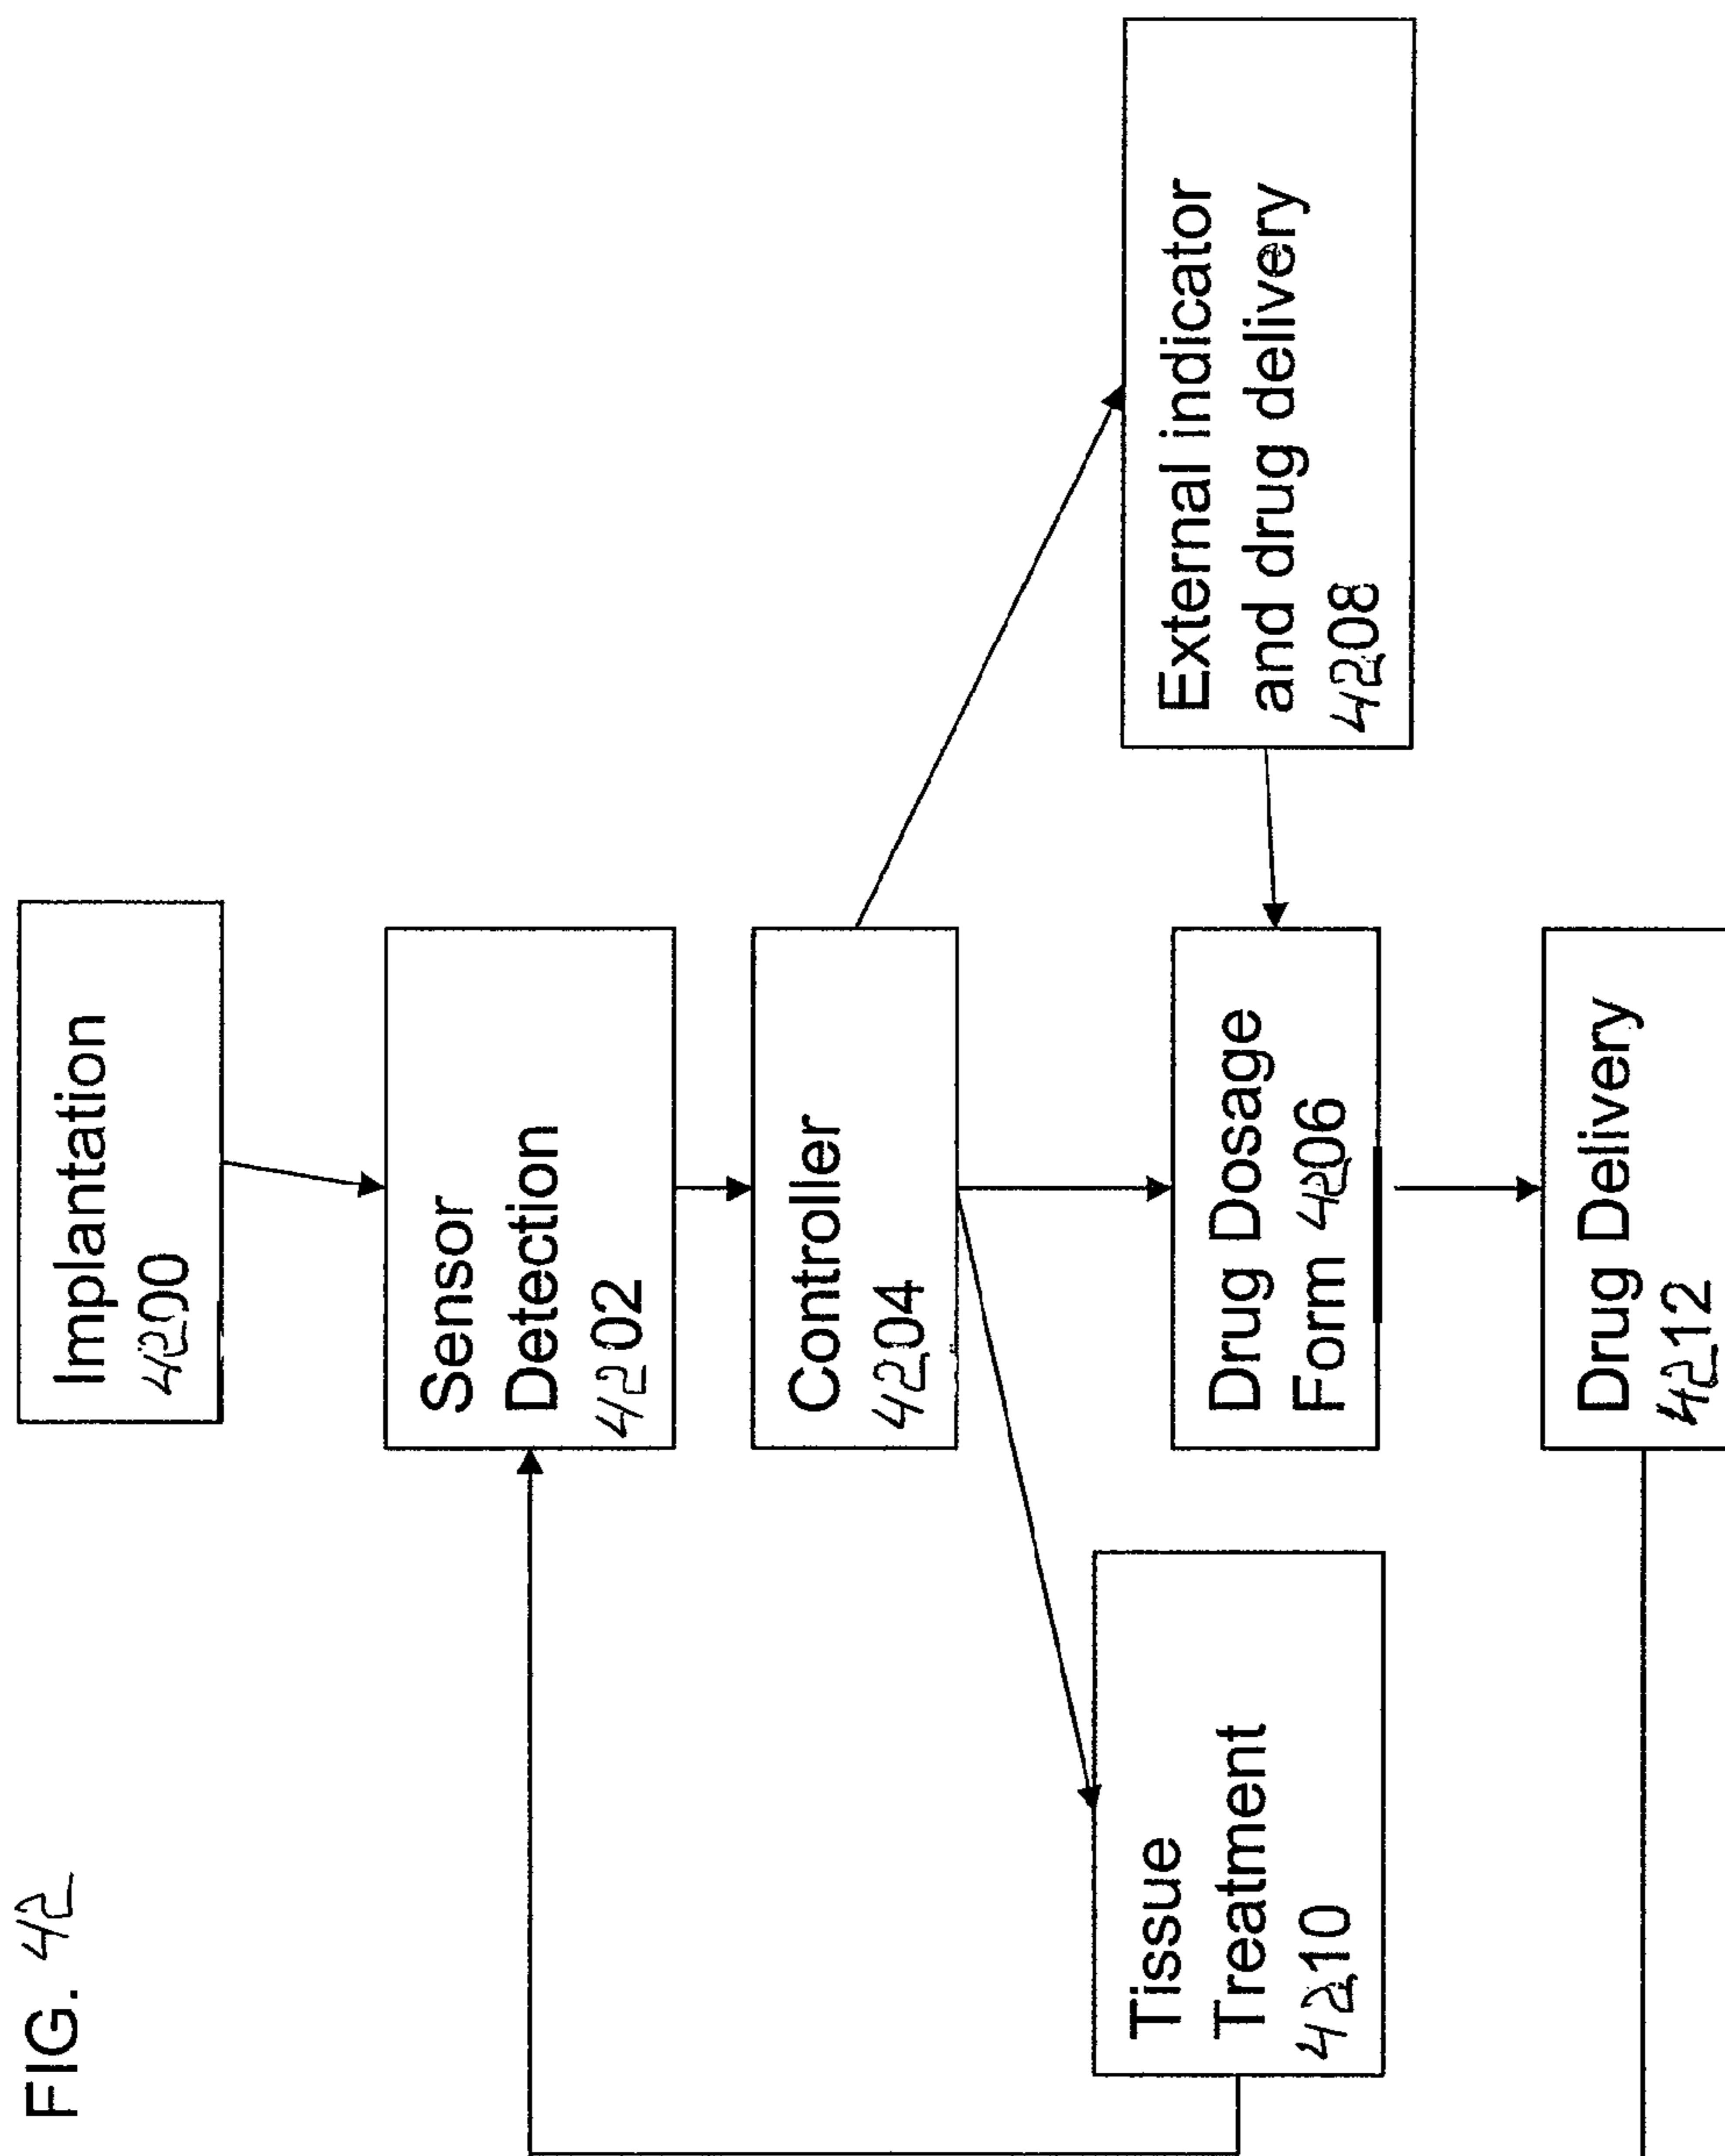 FIG. 42
Implantation
4200
Sensor
Detection
4202
Controller
4204
Tissue
Treatment
4210
Drug Dosage
Form 4206
External indicator
and drug delivery
4208
Drug Delivery
4212